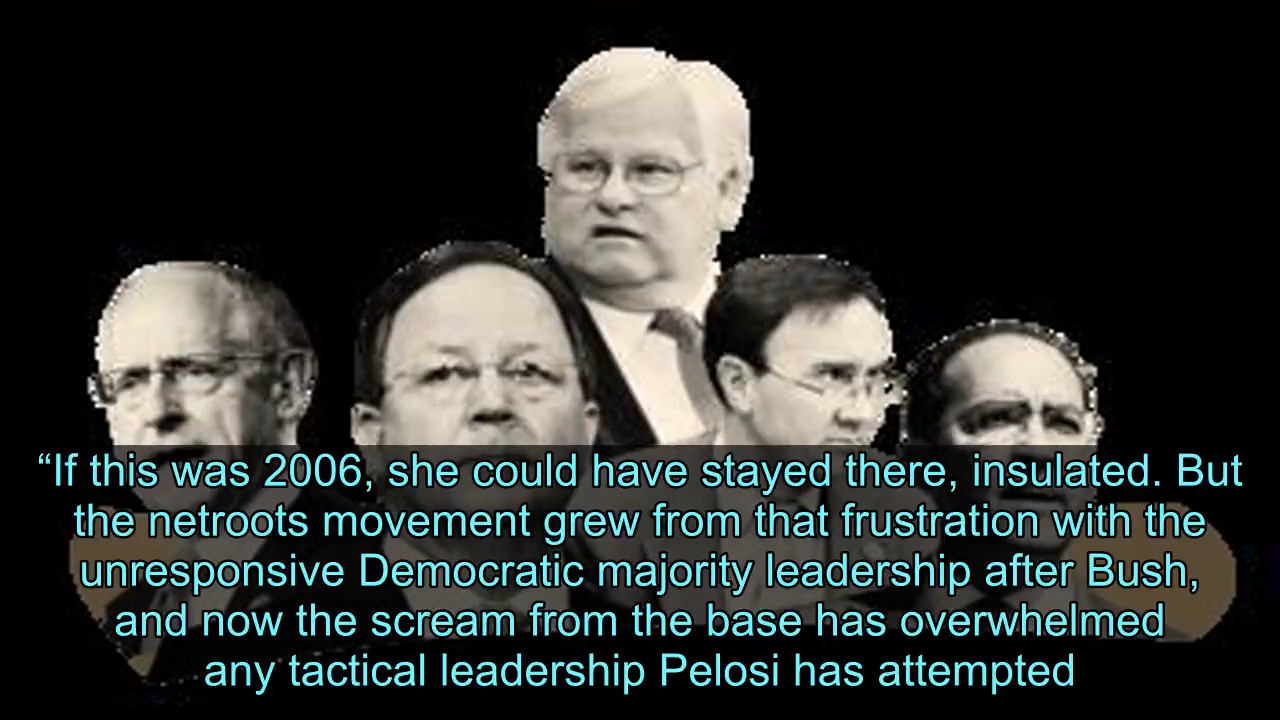 “If this was 2006, she could have stayed there, insulated. But
the netroots movement grew from that frustration with the
unresponsive Democratic majority leadership after Bush,
and now the scream from the base has overwhelmed
any tactical leadership Pelosi has attempted